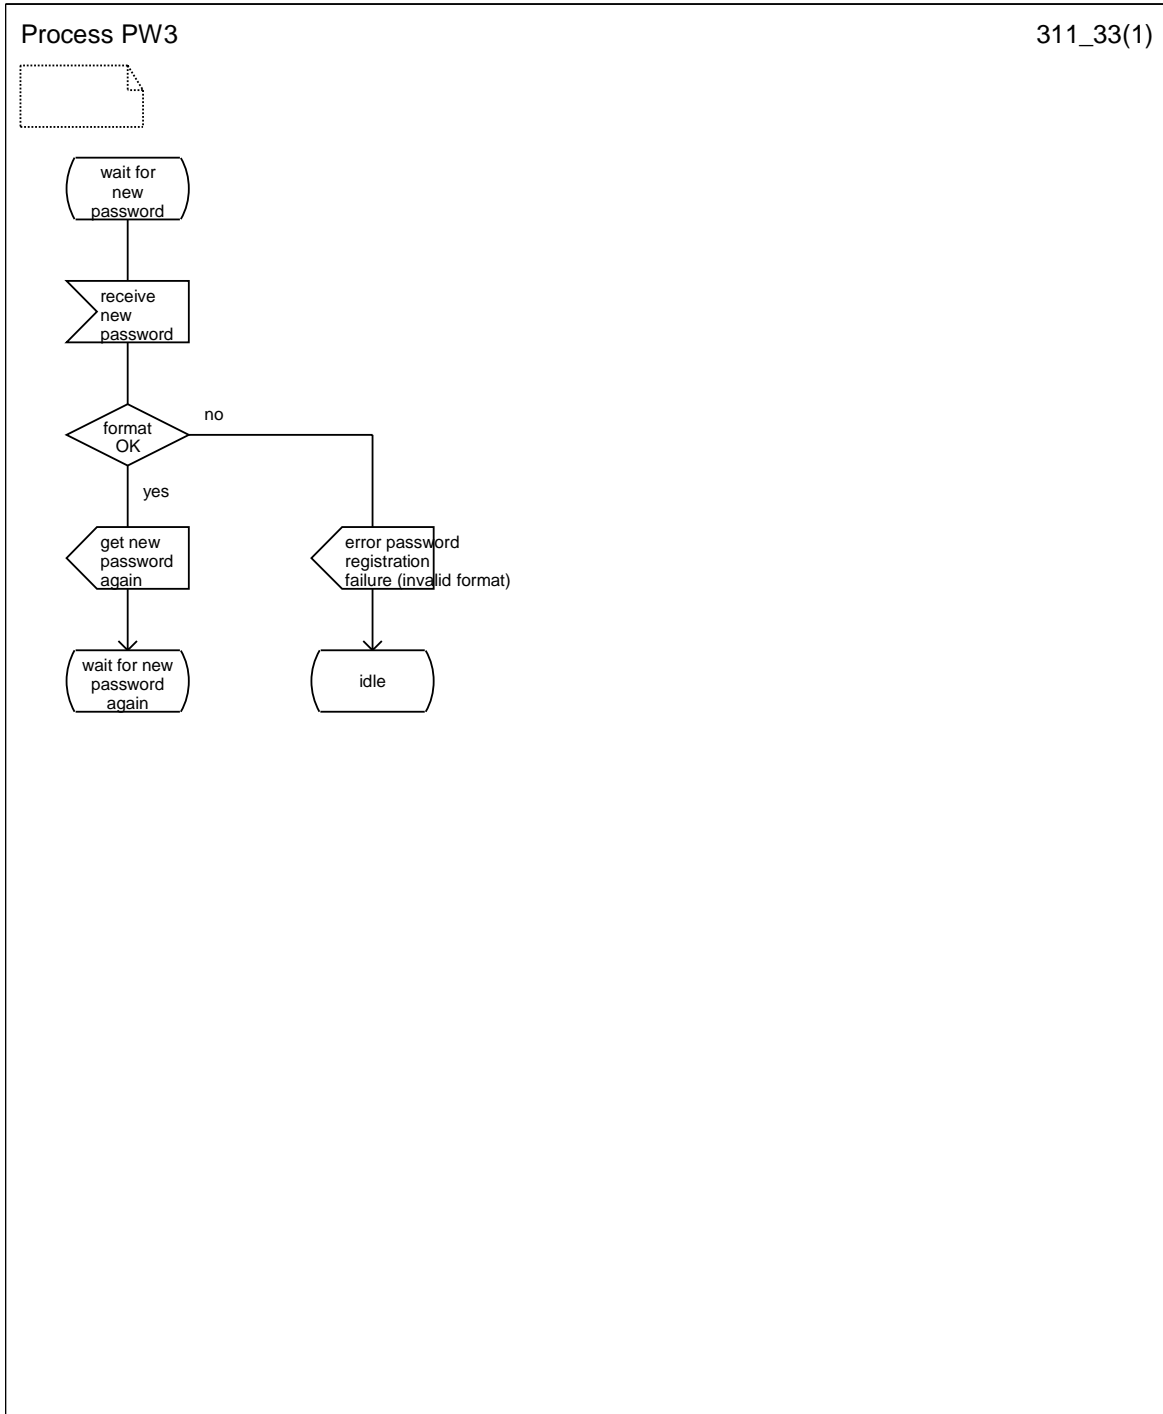 Process PW3
311_33(1)
wait for
new
password
receive
new
password
format
OK
no
yes
get new
password
again
error password
registration
failure (invalid format)
wait for new
password
again
idle